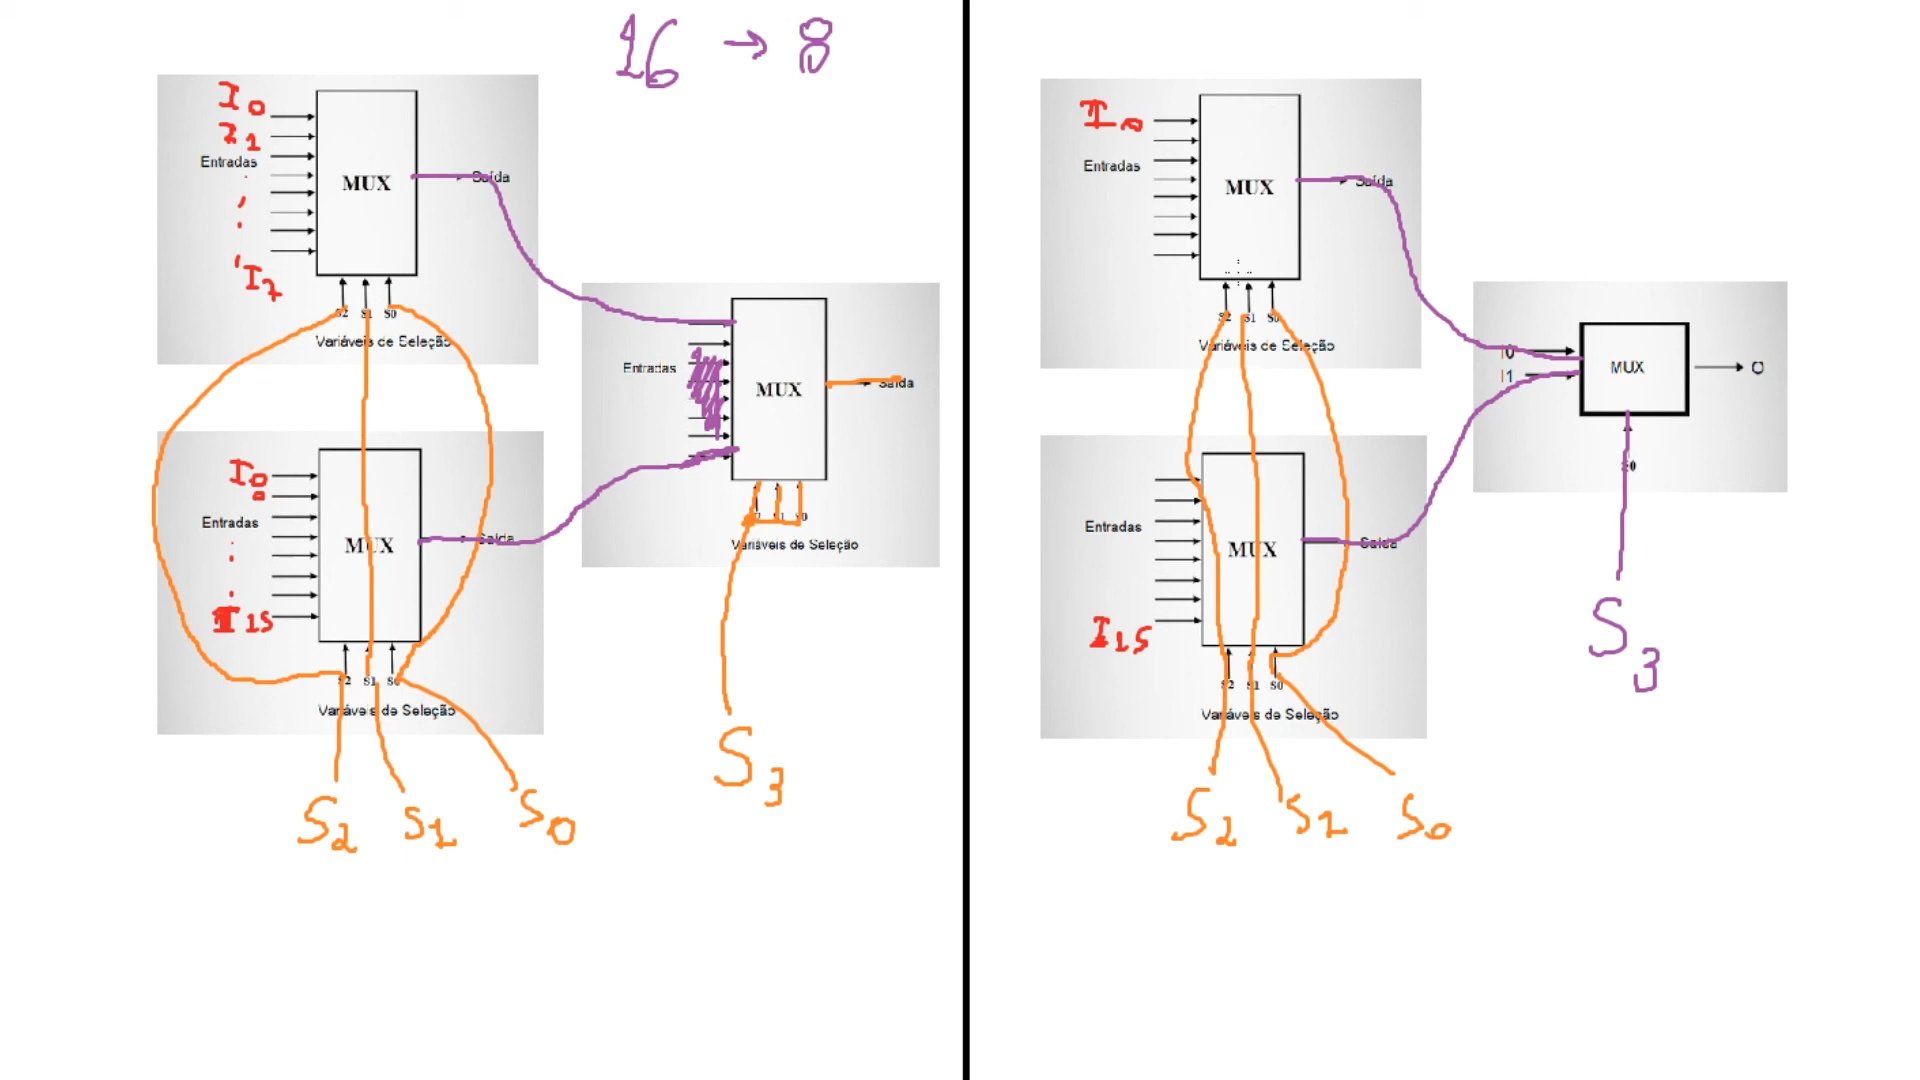 16 → 8
I0
I1
Entradas
MUX
Saída
I7
S2 S1 S0
Variáveis de Seleção
Entradas
MUX
Saída
S1 S0
Variáveis de Seleção
S3
Entradas
MUX
Saída
I15
S2 S1 S0
Variáveis de Seleção
S2 S1 S0
I0
Entradas
MUX
Saída
S2 S1 S0
Variáveis de Seleção
I0
I1
MUX
O
S0
S3
Entradas
MUX
Saída
I15
S2 S1 S0
Variáveis de Seleção
S2 S1 S0